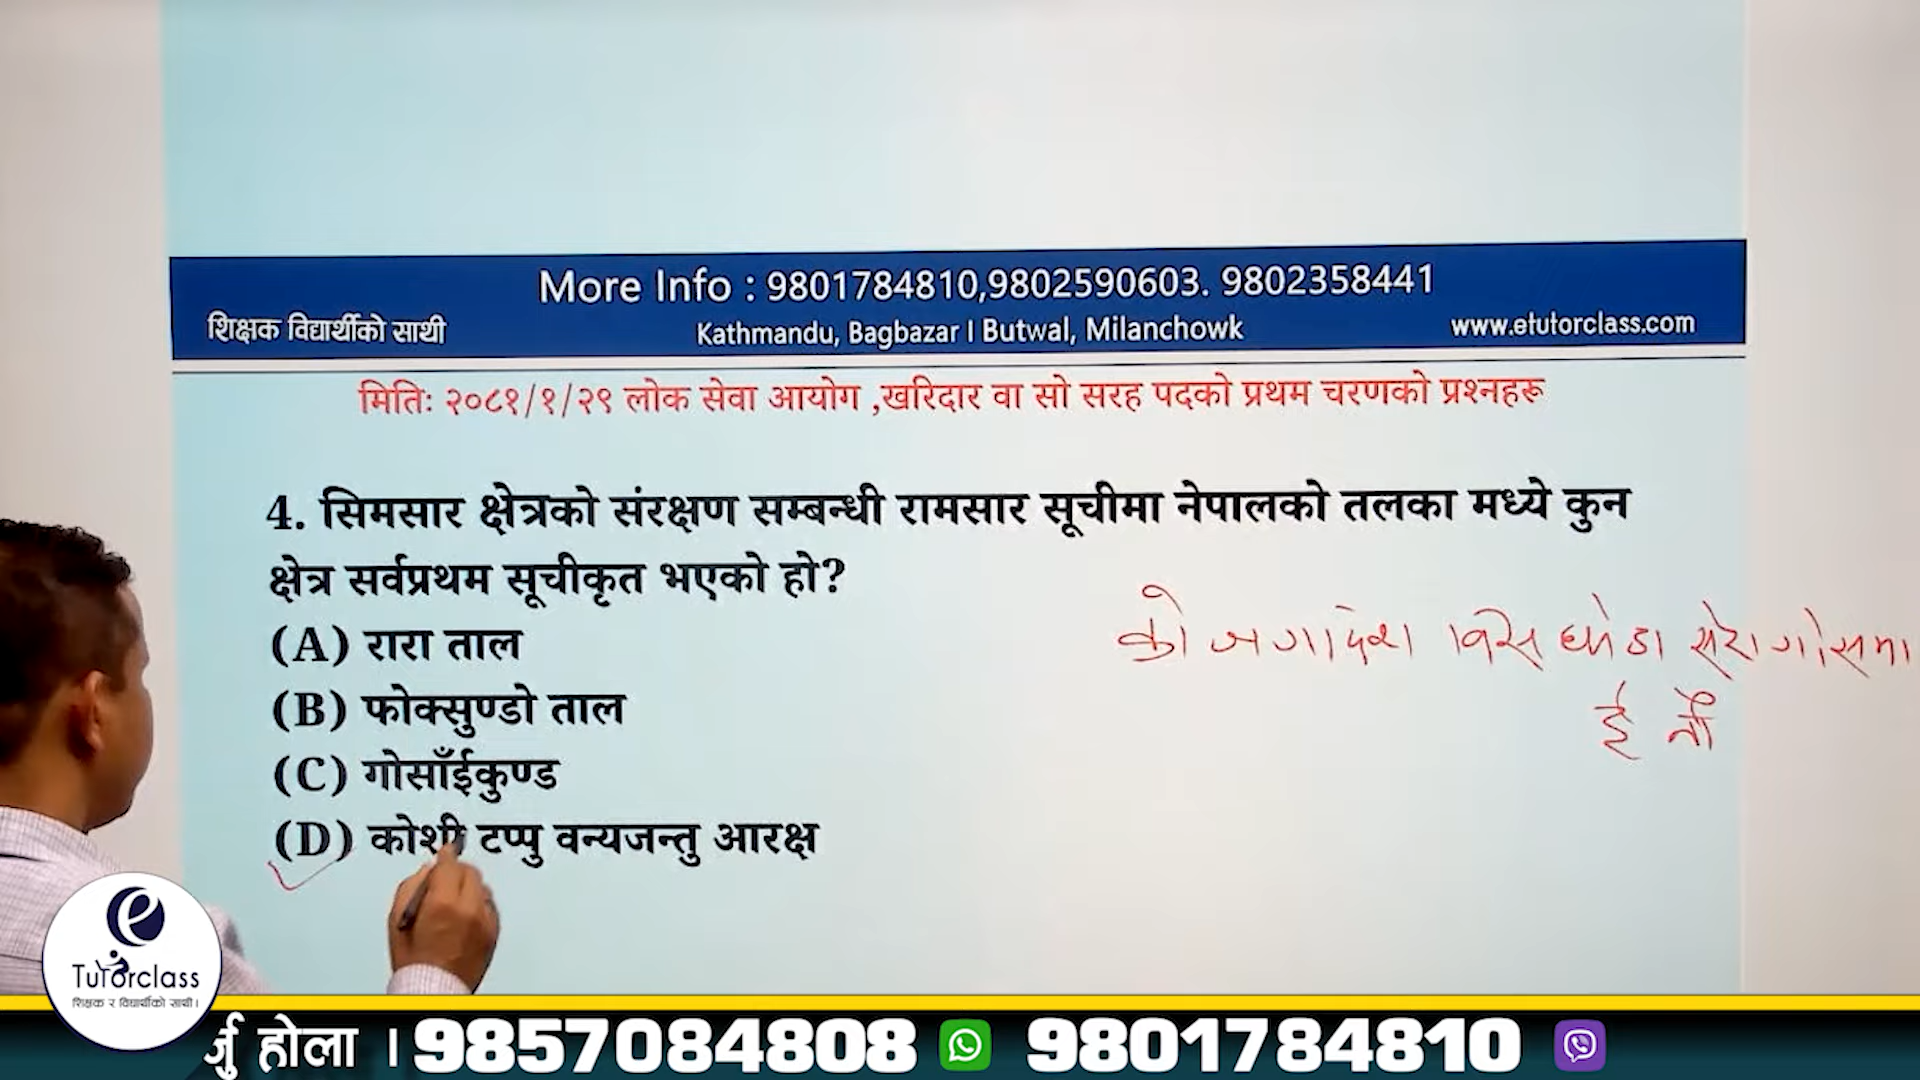 More Info : 9801784810,9802590603. 9802358441
शिक्षक विद्यार्थीको साथी
Kathmandu, Bagbazar I Butwal, Milanchowk
www.etutorclass.com
मितिः २०८१/१/२९ लोक सेवा आयोग ,खरिदार वा सो सरह पदको प्रथम चरणको प्रश्नहरू
4. सिमसार क्षेत्रको संरक्षण सम्बन्धी रामसार सूचीमा नेपालको तलका मध्ये कुन
क्षेत्र सर्वप्रथम सूचीकृत भएको हो?
(A) रारा ताल
(B) फोक्सुण्डो ताल
(C) गोसाँईकुण्ड
(D) कोशी टप्पु वन्यजन्तु आरक्ष
को ज गा
e
Tutorclass
शिक्षक र विद्यार्थीको साथी।
र्जु होला । 9857084808 9801784810